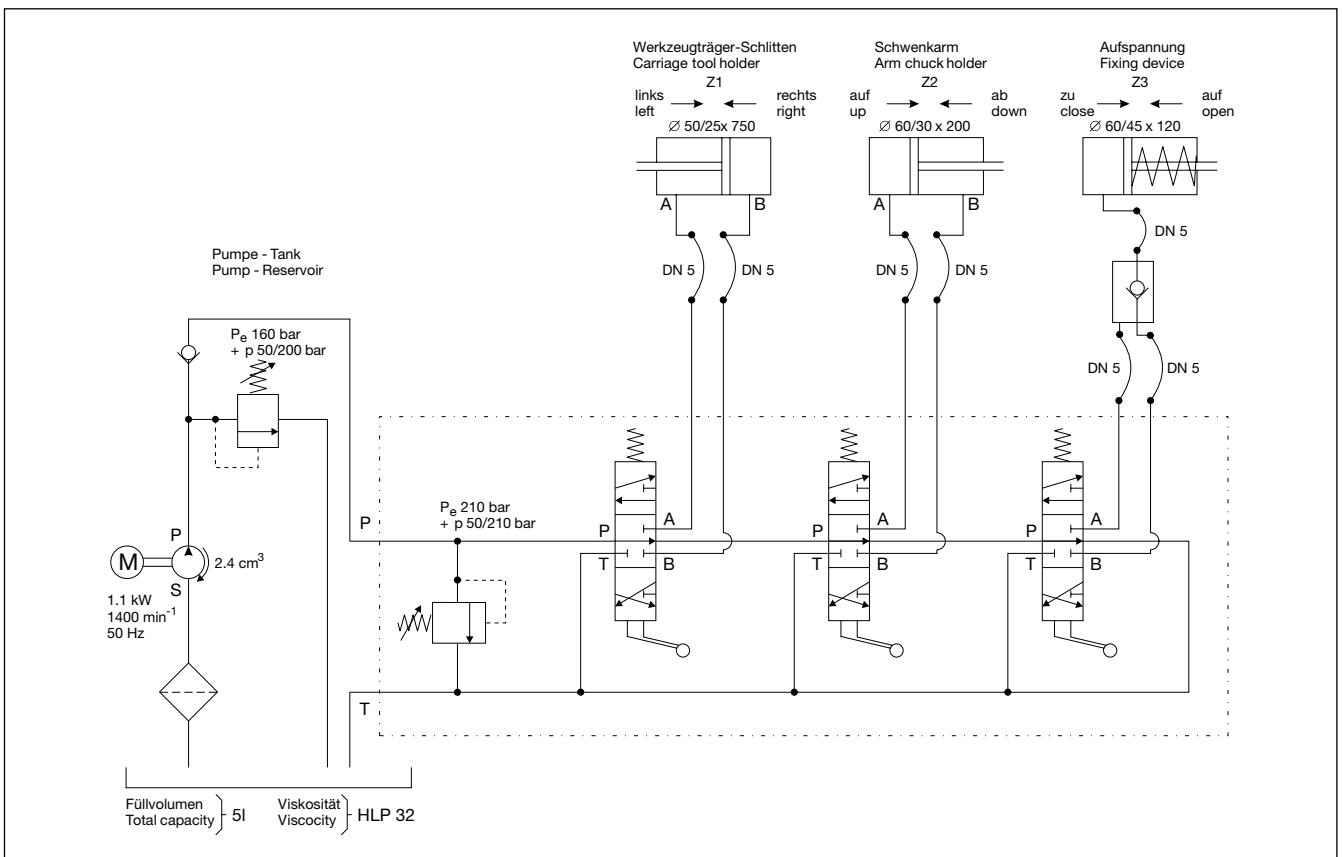 Werkzeugträger-Schlitten
Carriage tool holder
Z1
links
left
rechts
right
∅ 50/25x 750
A
B
DN 5
DN 5
Schwenkarm
Arm chuck holder
Z2
auf
up
ab
down
∅ 60/30 x 200
A
B
DN 5
DN 5
Aufspannung
Fixing device
Z3
zu
close
auf
open
∅ 60/45 x 120
DN 5
DN 5
DN 5
Pumpe - Tank
Pump - Reservoir
Pe 160 bar
+ p 50/200 bar
P
M
S
2.4 cm³
1.1 kW
1400 min⁻¹
50 Hz
P
T
Pe 210 bar
+ p 50/210 bar
P
A
T
B
P
A
T
B
P
A
T
B
Füllvolumen
Total capacity
5l
Viskosität
Viscocity
HLP 32